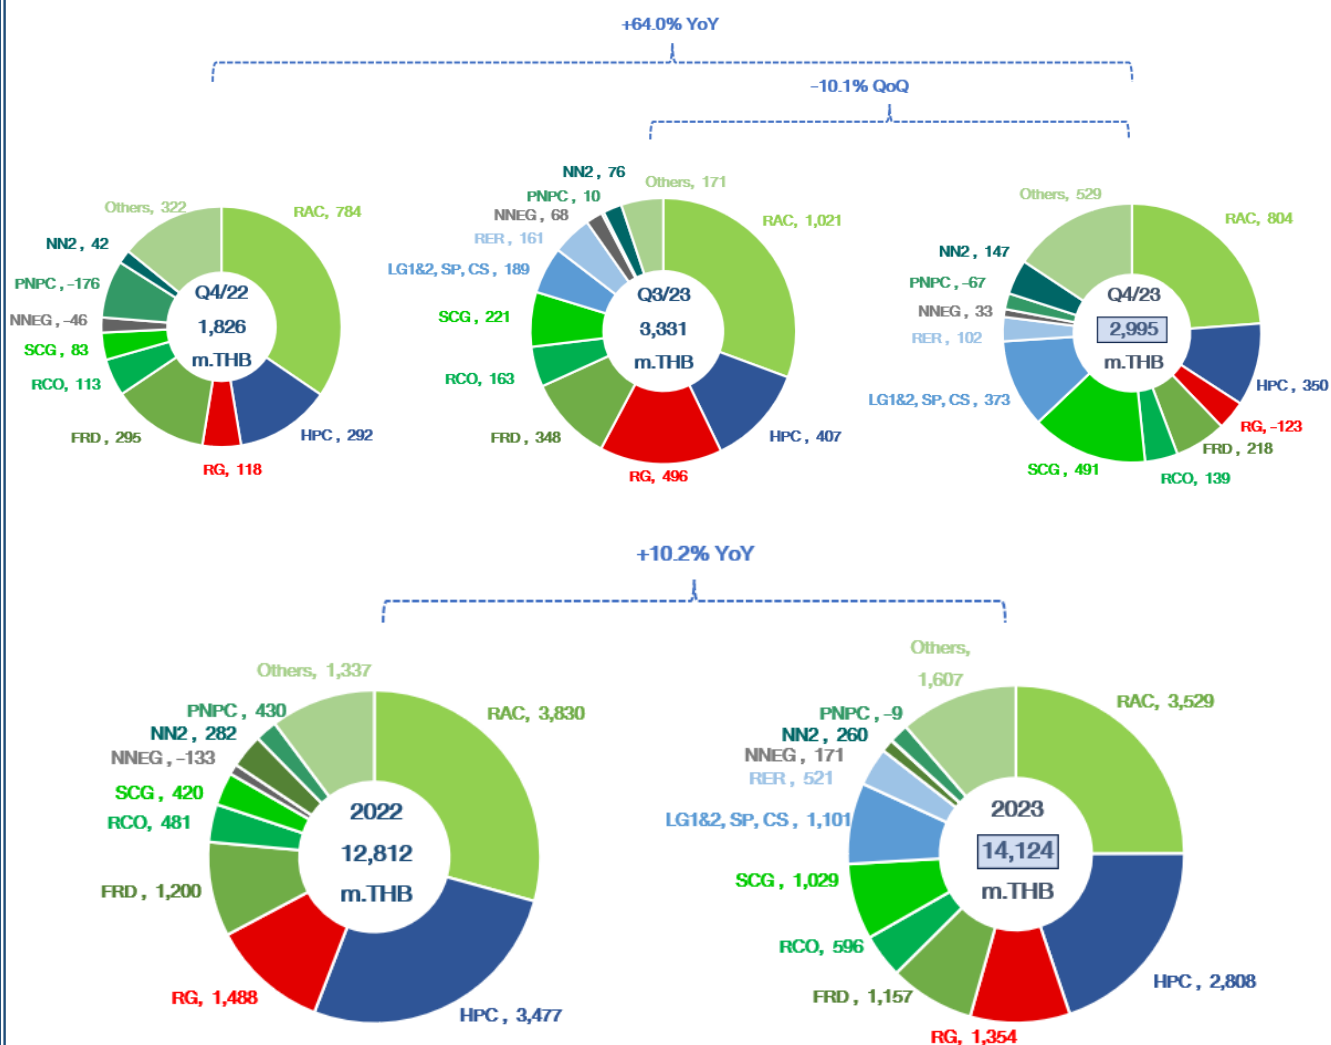 +64.0% YoY
-10.1% QoQ
Others, 322
RAC, 784
NN2, 42
PNPC, -176
NNEG, -46
SCG, 83
RCO, 113
FRD, 295
RG, 118
HPC, 292
Q4/22
1,826
m.THB
NN2, 76
Others, 171
PNPC, 10
NNEG, 68
RER, 161
LG1&2, SP, CS, 189
SCG, 221
RCO, 163
FRD, 348
RG, 496
HPC, 407
RAC, 1,021
Q3/23
3,331
m.THB
Others, 529
RAC, 804
NN2, 147
PNPC, -67
NNEG, 33
RER, 102
LG1&2, SP, CS, 373
SCG, 491
RCO, 139
FRD, 218
RG, -123
HPC, 350
Q4/23
2,995
m.THB
+10.2% YoY
Others, 1,337
RAC, 3,830
PNPC, 430
NN2, 282
NNEG, -133
SCG, 420
RCO, 481
FRD, 1,200
RG, 1,488
HPC, 3,477
2022
12,812
m.THB
Others,
1,607
RAC, 3,529
PNPC, -9
NN2, 260
NNEG, 171
RER, 521
LG1&2, SP, CS, 1,101
SCG, 1,029
RCO, 596
FRD, 1,157
RG, 1,354
HPC, 2,808
2023
14,124
m.THB